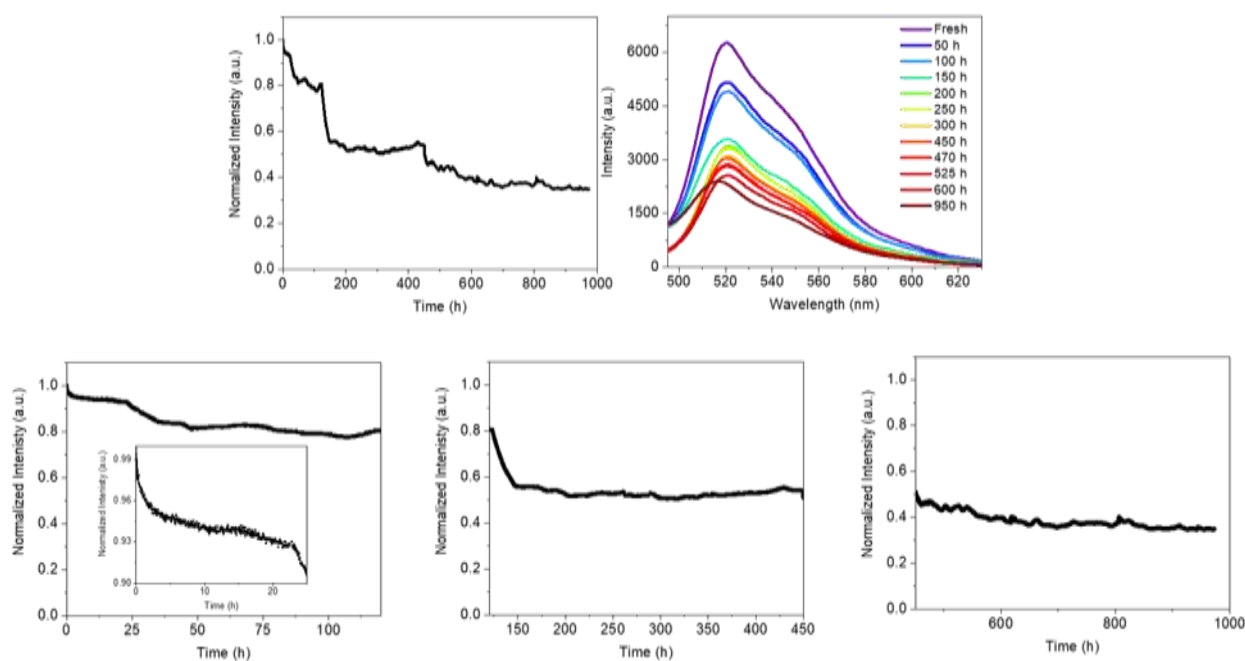 Normalized Intensity (a.u.)
1.0
0.8
0.6
0.4
0.2
0.0
0
200
400
600
800
1000
Time (h)
Intensity (a.u.)
6000
4500
3000
1500
0
500
520
540
560
580
600
620
Wavelength (nm)
Fresh
50 h
100 h
150 h
200 h
250 h
300 h
450 h
470 h
525 h
600 h
950 h
Normalized Intenisty (a.u.)
1.0
0.8
0.6
0.4
0.2
0.0
0
25
50
75
100
Time (h)
Normalized Intenisty (a.u.)
0.99
0.96
0.93
0.90
0
10
20
Time (h)
Normalized Intenisty (a.u.)
1.0
0.8
0.6
0.4
0.2
0.0
150
200
250
300
350
400
450
Time (h)
Normalized Intensity (a.u.)
1.0
0.8
0.6
0.4
0.2
0.0
600
800
1000
Time (h)